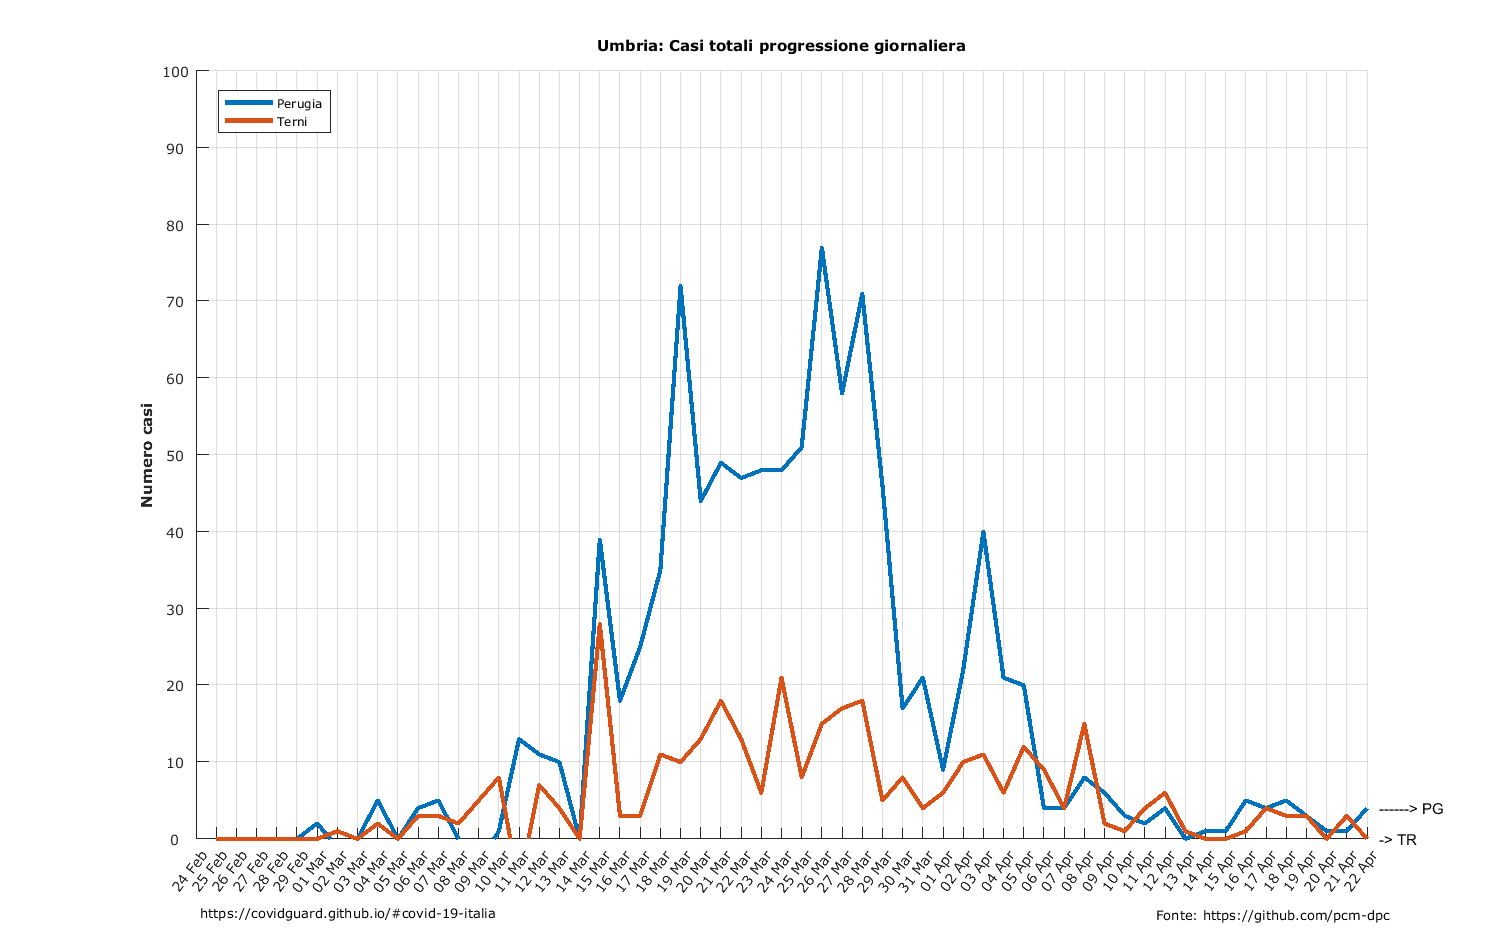 Umbria: Casi totali progressione giornaliera
100
90
80
70
60
50
40
30
20
10
0
Numero casi
Perugia
Terni
24 Feb
25 Feb
26 Feb
27 Feb
28 Feb
29 Feb
01 Mar
02 Mar
03 Mar
04 Mar
05 Mar
06 Mar
07 Mar
08 Mar
09 Mar
10 Mar
11 Mar
12 Mar
13 Mar
14 Mar
15 Mar
16 Mar
17 Mar
18 Mar
19 Mar
20 Mar
21 Mar
22 Mar
23 Mar
24 Mar
25 Mar
26 Mar
27 Mar
28 Mar
29 Mar
30 Mar
31 Mar
01 Apr
02 Apr
03 Apr
04 Apr
05 Apr
06 Apr
07 Apr
08 Apr
09 Apr
10 Apr
11 Apr
12 Apr
13 Apr
14 Apr
15 Apr
16 Apr
17 Apr
18 Apr
19 Apr
20 Apr
21 Apr
22 Apr
------> PG
-> TR
https://covidguard.github.io/#covid-19-italia
Fonte: https://github.com/pcm-dpc